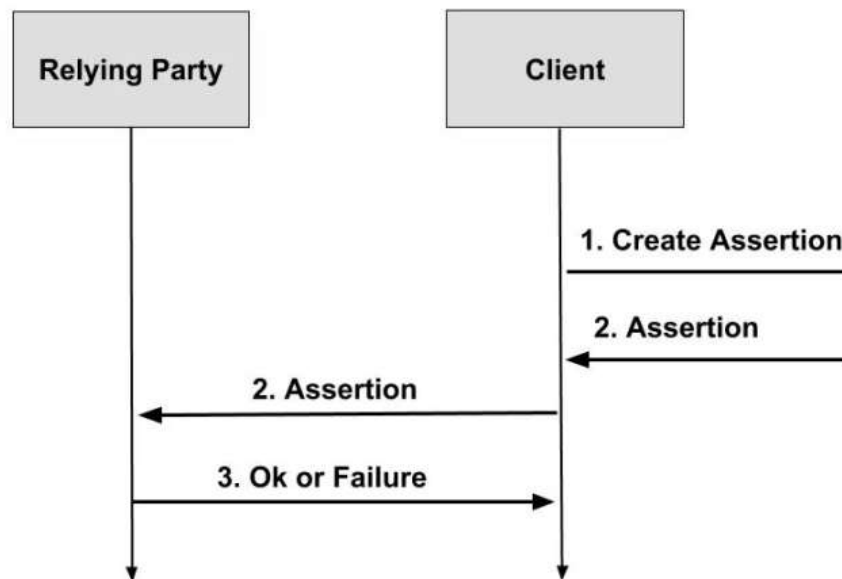 Relying Party
Client
1. Create Assertion
2. Assertion
2. Assertion
3. Ok or Failure